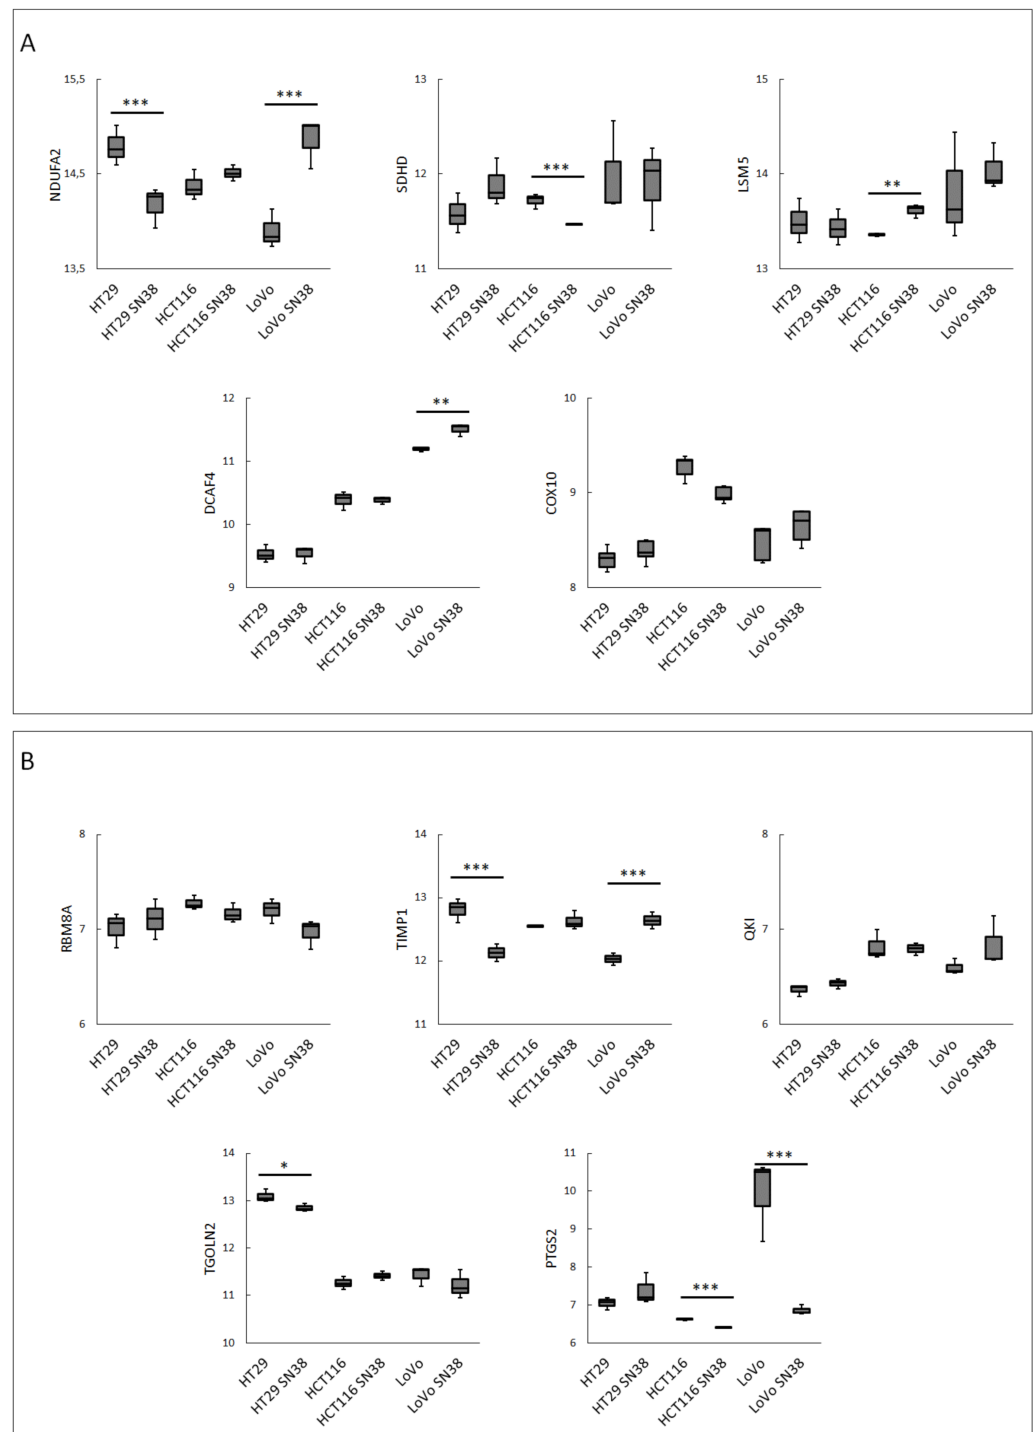 A
NDUFA2
15,5
14,5
13,5
***
***
HT29
HT29 SN38
HCT116
HCT116 SN38
LoVo
LoVo SN38
SDHD
13
12
11
***
HT29
HT29 SN38
HCT116
HCT116 SN38
LoVo
LoVo SN38
LSM5
15
14
13
**
HT29
HT29 SN38
HCT116
HCT116 SN38
LoVo
LoVo SN38
DCAF4
12
11
10
9
**
HT29
HT29 SN38
HCT116
HCT116 SN38
LoVo
LoVo SN38
COX10
10
9
8
HT29
HT29 SN38
HCT116
HCT116 SN38
LoVo
LoVo SN38
B
RBM8A
8
7
6
HT29
HT29 SN38
HCT116
HCT116 SN38
LoVo
LoVo SN38
TIMP1
14
13
12
11
***
***
HT29
HT29 SN38
HCT116
HCT116 SN38
LoVo
LoVo SN38
QKI
8
7
6
HT29
HT29 SN38
HCT116
HCT116 SN38
LoVo
LoVo SN38
TGOLN2
14
13
11
11
10
*
HT29
HT29 SN38
HCT116
HCT116 SN38
LoVo
LoVo SN38
PTGS2
11
10
9
8
7
6
***
***
HT29
HT29 SN38
HCT116
HCT116 SN38
LoVo
LoVo SN38